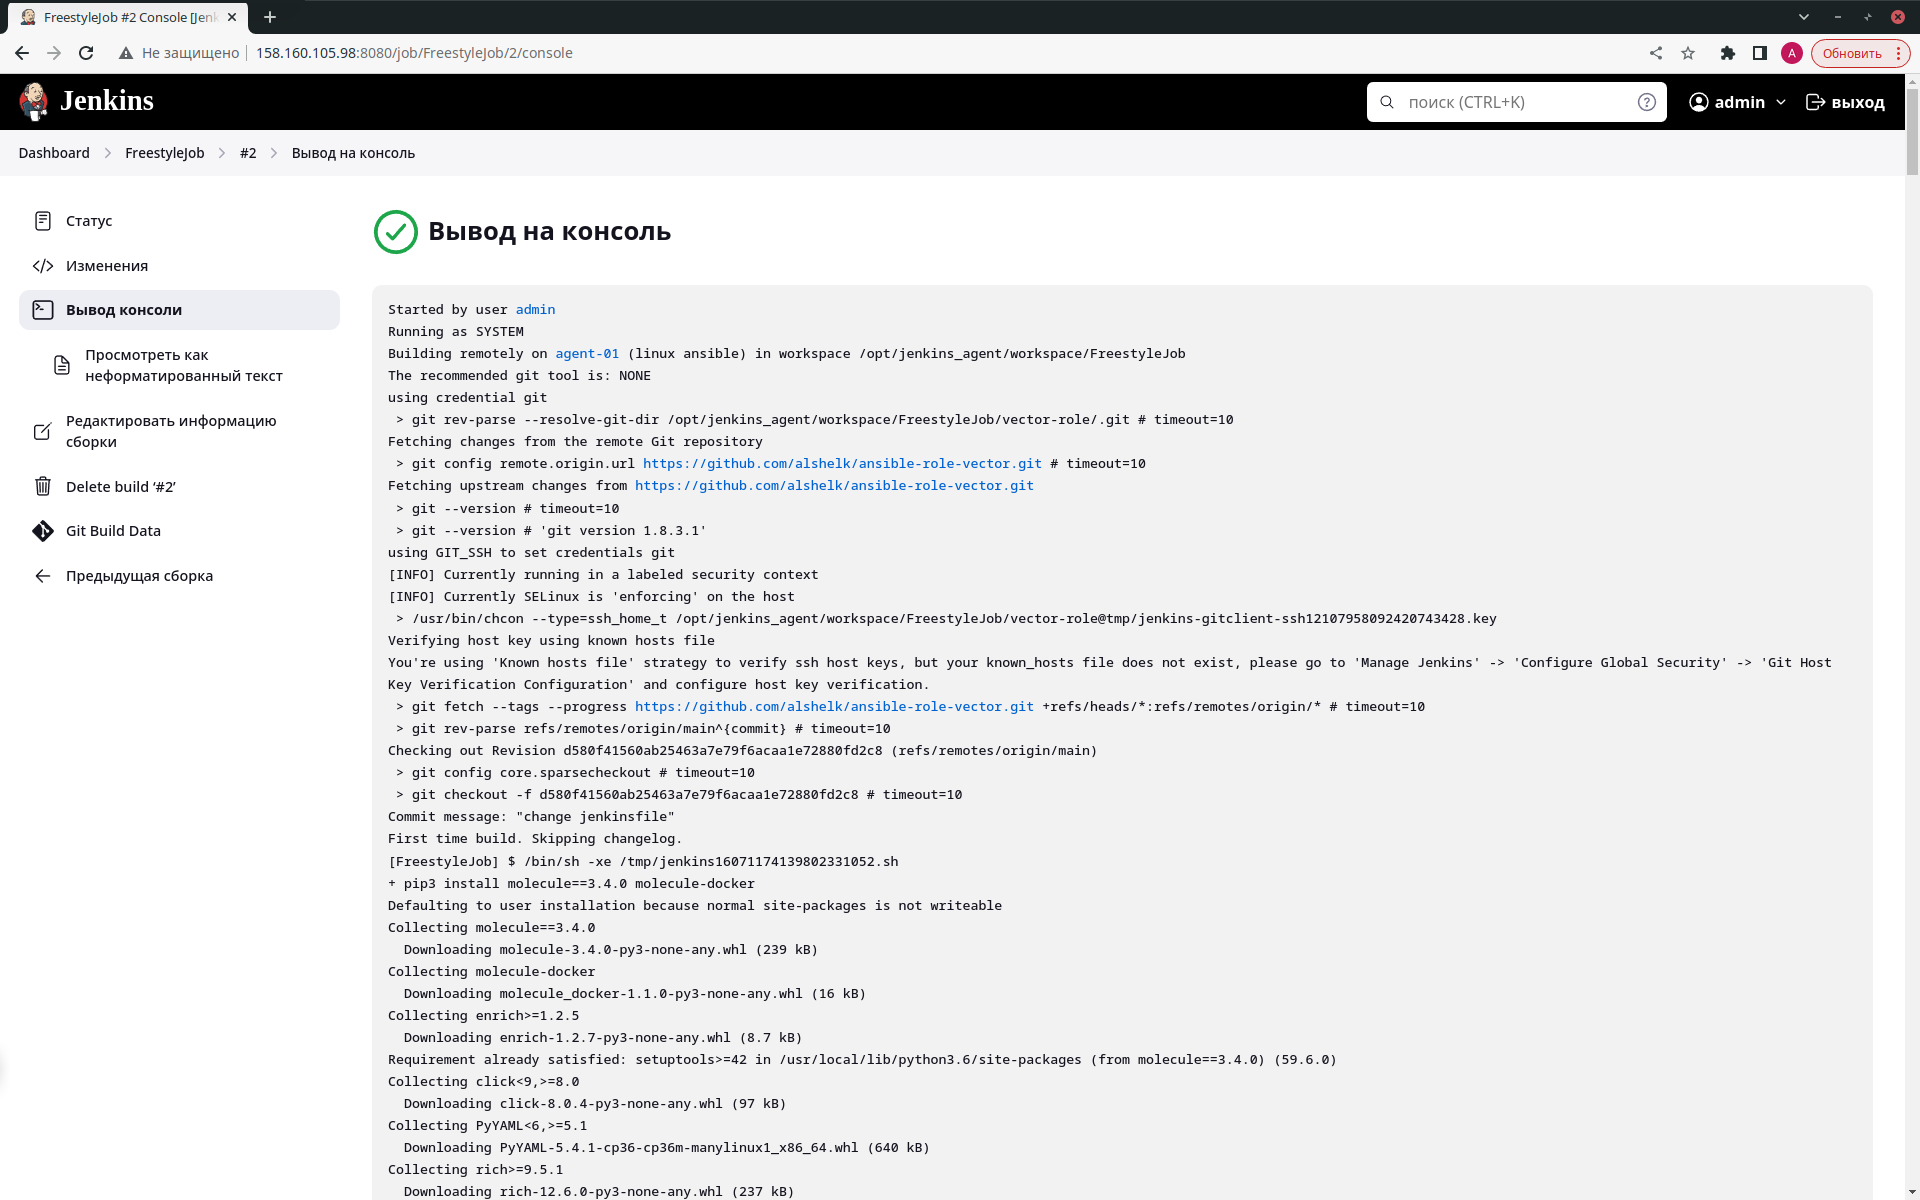 FreestyleJob #2 Console [Jenk
Не защищено 158.160.105.98:8080/job/FreestyleJob/2/console
A
Обновить
Jenkins
поиск (CTRL+K)
admin
выход
Dashboard
FreestyleJob
#2
Вывод на консоль
Статус
Изменения
Вывод консоли
Просмотреть как
неформатированный текст
Редактировать информацию
сборки
Delete build ‘#2’
Git Build Data
Предыдущая сборка
Вывод на консоль
Started by user admin
Running as SYSTEM
Building remotely on agent-01 (linux ansible) in workspace /opt/jenkins_agent/workspace/FreestyleJob
The recommended git tool is: NONE
using credential git
> git rev-parse --resolve-git-dir /opt/jenkins_agent/workspace/FreestyleJob/vector-role/.git # timeout=10
Fetching changes from the remote Git repository
> git config remote.origin.url https://github.com/alshelk/ansible-role-vector.git # timeout=10
Fetching upstream changes from https://github.com/alshelk/ansible-role-vector.git
> git --version # timeout=10
> git --version # 'git version 1.8.3.1'
using GIT_SSH to set credentials git
[INFO] Currently running in a labeled security context
[INFO] Currently SELinux is 'enforcing' on the host
> /usr/bin/chcon --type=ssh_home_t /opt/jenkins_agent/workspace/FreestyleJob/vector-role@tmp/jenkins-gitclient-ssh12107958092420743428.key
Verifying host key using known hosts file
You're using 'Known hosts file' strategy to verify ssh host keys, but your known_hosts file does not exist, please go to 'Manage Jenkins' -> 'Configure Global Security' -> 'Git Host
Key Verification Configuration' and configure host key verification.
> git fetch --tags --progress https://github.com/alshelk/ansible-role-vector.git +refs/heads/*:refs/remotes/origin/* # timeout=10
> git rev-parse refs/remotes/origin/main^{commit} # timeout=10
Checking out Revision d580f41560ab25463a7e79f6acaa1e72880fd2c8 (refs/remotes/origin/main)
> git config core.sparsecheckout # timeout=10
> git checkout -f d580f41560ab25463a7e79f6acaa1e72880fd2c8 # timeout=10
Commit message: "change jenkinsfile"
First time build. Skipping changelog.
[FreestyleJob] $ /bin/sh -xe /tmp/jenkins16071174139802331052.sh
+ pip3 install molecule==3.4.0 molecule-docker
Defaulting to user installation because normal site-packages is not writeable
Collecting molecule==3.4.0
Downloading molecule-3.4.0-py3-none-any.whl (239 kB)
Collecting molecule-docker
Downloading molecule_docker-1.1.0-py3-none-any.whl (16 kB)
Collecting enrich>=1.2.5
Downloading enrich-1.2.7-py3-none-any.whl (8.7 kB)
Requirement already satisfied: setuptools>=42 in /usr/local/lib/python3.6/site-packages (from molecule==3.4.0) (59.6.0)
Collecting click<9,>=8.0
Downloading click-8.0.4-py3-none-any.whl (97 kB)
Collecting PyYAML<6,>=5.1
Downloading PyYAML-5.4.1-cp36-cp36m-manylinux1_x86_64.whl (640 kB)
Collecting rich>=9.5.1
Downloading rich-12.6.0-py3-none-any.whl (237 kB)